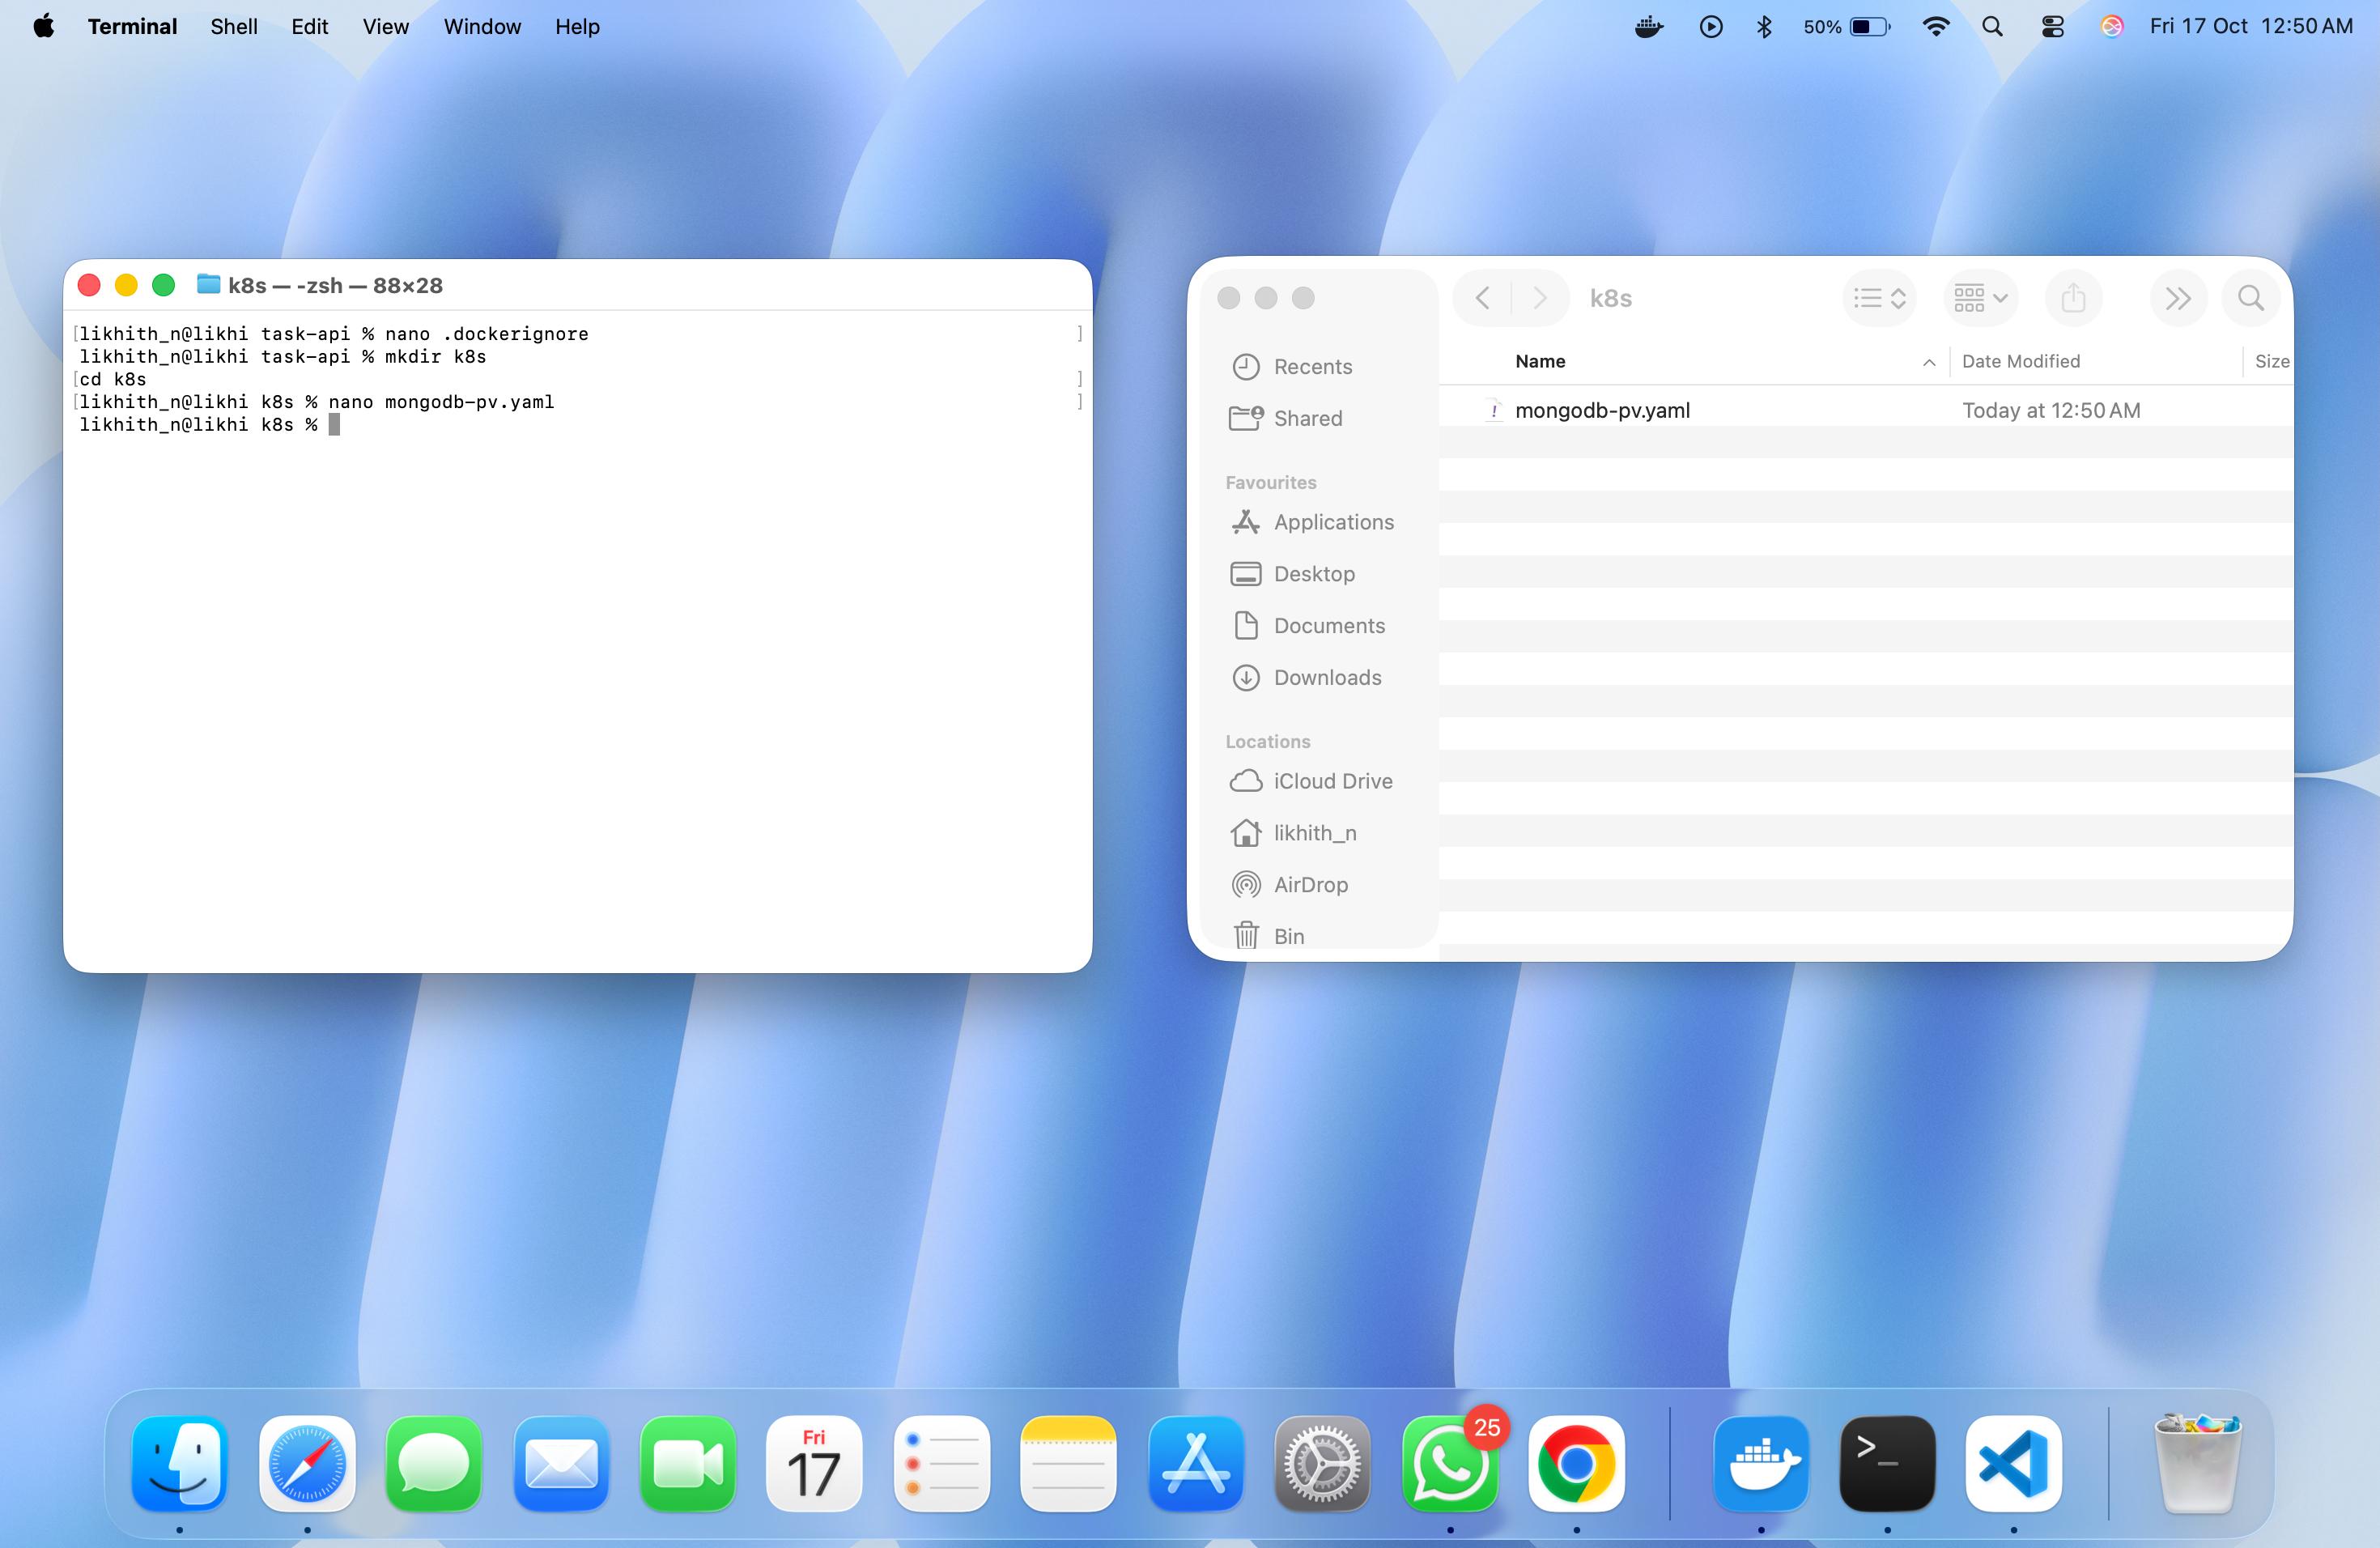 Terminal Shell Edit View Window Help 50% Fri 17 Oct 12:50 AM
k8s — -zsh — 88×28
[likhith_n@likhi task-api % nano .dockerignore ]
likhith_n@likhi task-api % mkdir k8s
[cd k8s ]
[likhith_n@likhi k8s % nano mongodb-pv.yaml ]
likhith_n@likhi k8s %
k8s
Name Date Modified Size
mongodb-pv.yaml Today at 12:50 AM
Recents
Shared
Favourites
Applications
Desktop
Documents
Downloads
Locations
iCloud Drive
likhith_n
AirDrop
Bin
Fri
17
25
>_